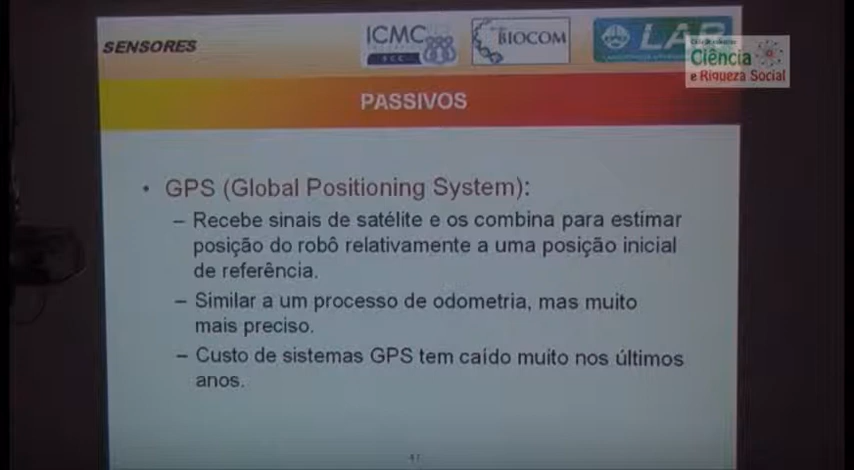 SENSORES
ICMC
SCC
BIOCOM
LAR
Ciência
e Riqueza Social
PASSIVOS
• GPS (Global Positioning System):
– Recebe sinais de satélite e os combina para estimar
posição do robô relativamente a uma posição inicial
de referência.
– Similar a um processo de odometria, mas muito
mais preciso.
– Custo de sistemas GPS tem caído muito nos últimos
anos.